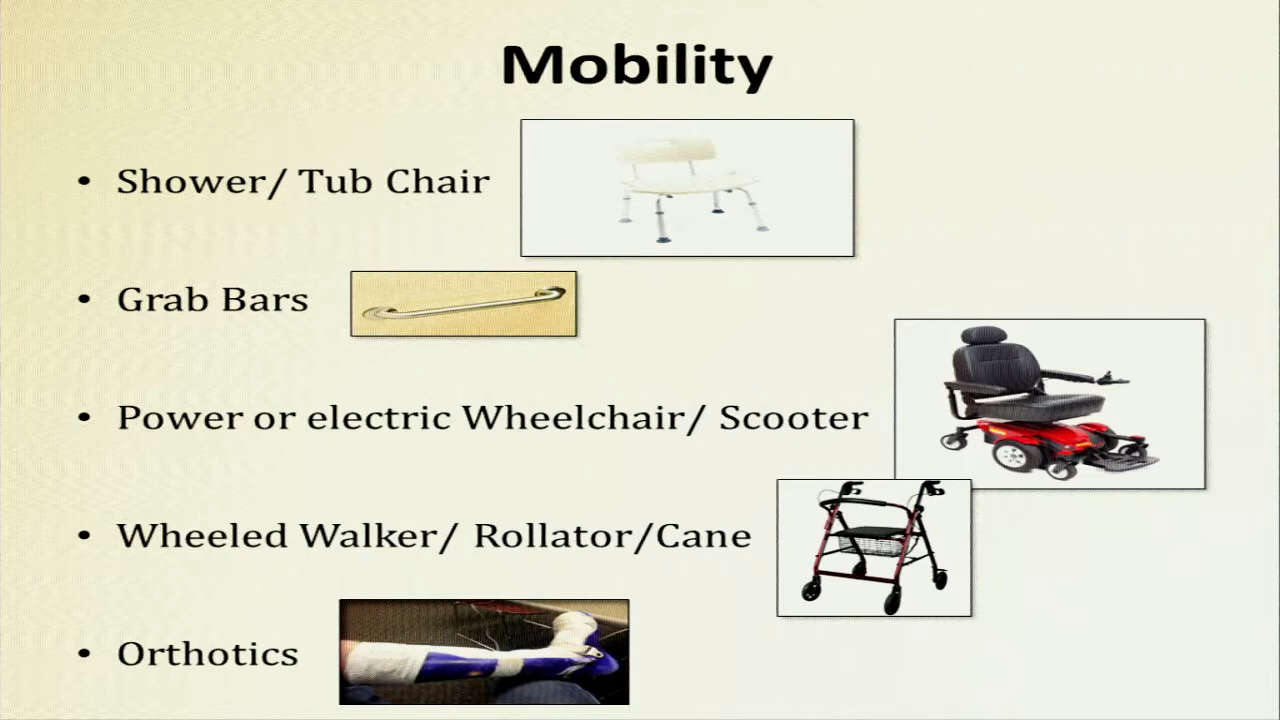 Mobility
• Shower/ Tub Chair
• Grab Bars
• Power or electric Wheelchair/ Scooter
• Wheeled Walker/ Rollator/Cane
• Orthotics